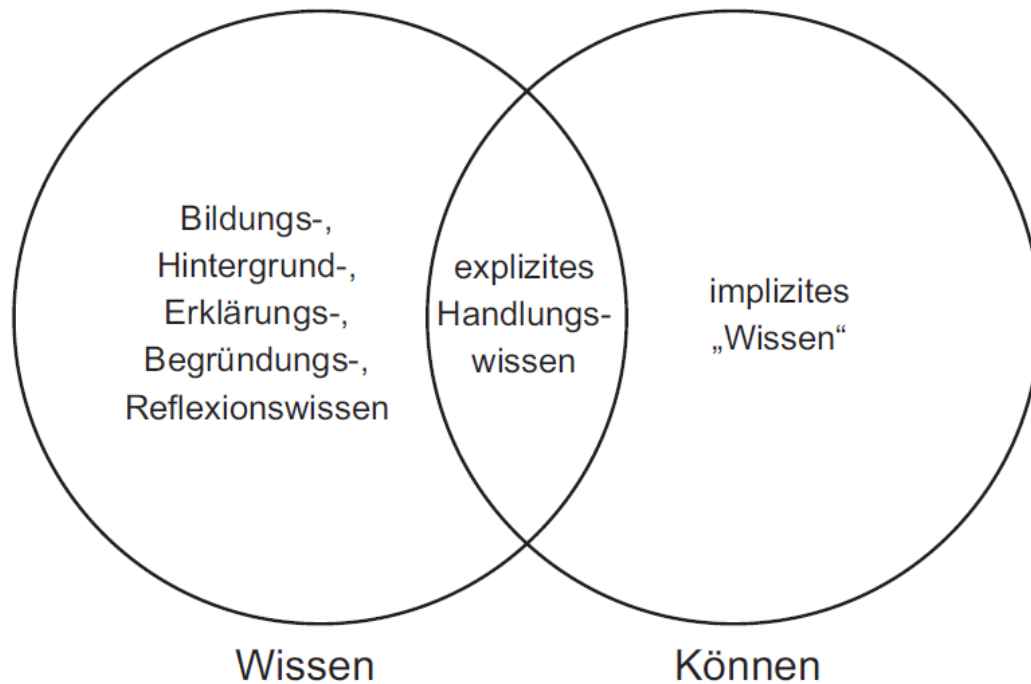 Bildungs-,
Hintergrund-,
Erklärungs-,
Begründungs-,
Reflexionswissen
explizites
Handlungs-
wissen
implizites
„Wissen“
Wissen
Können